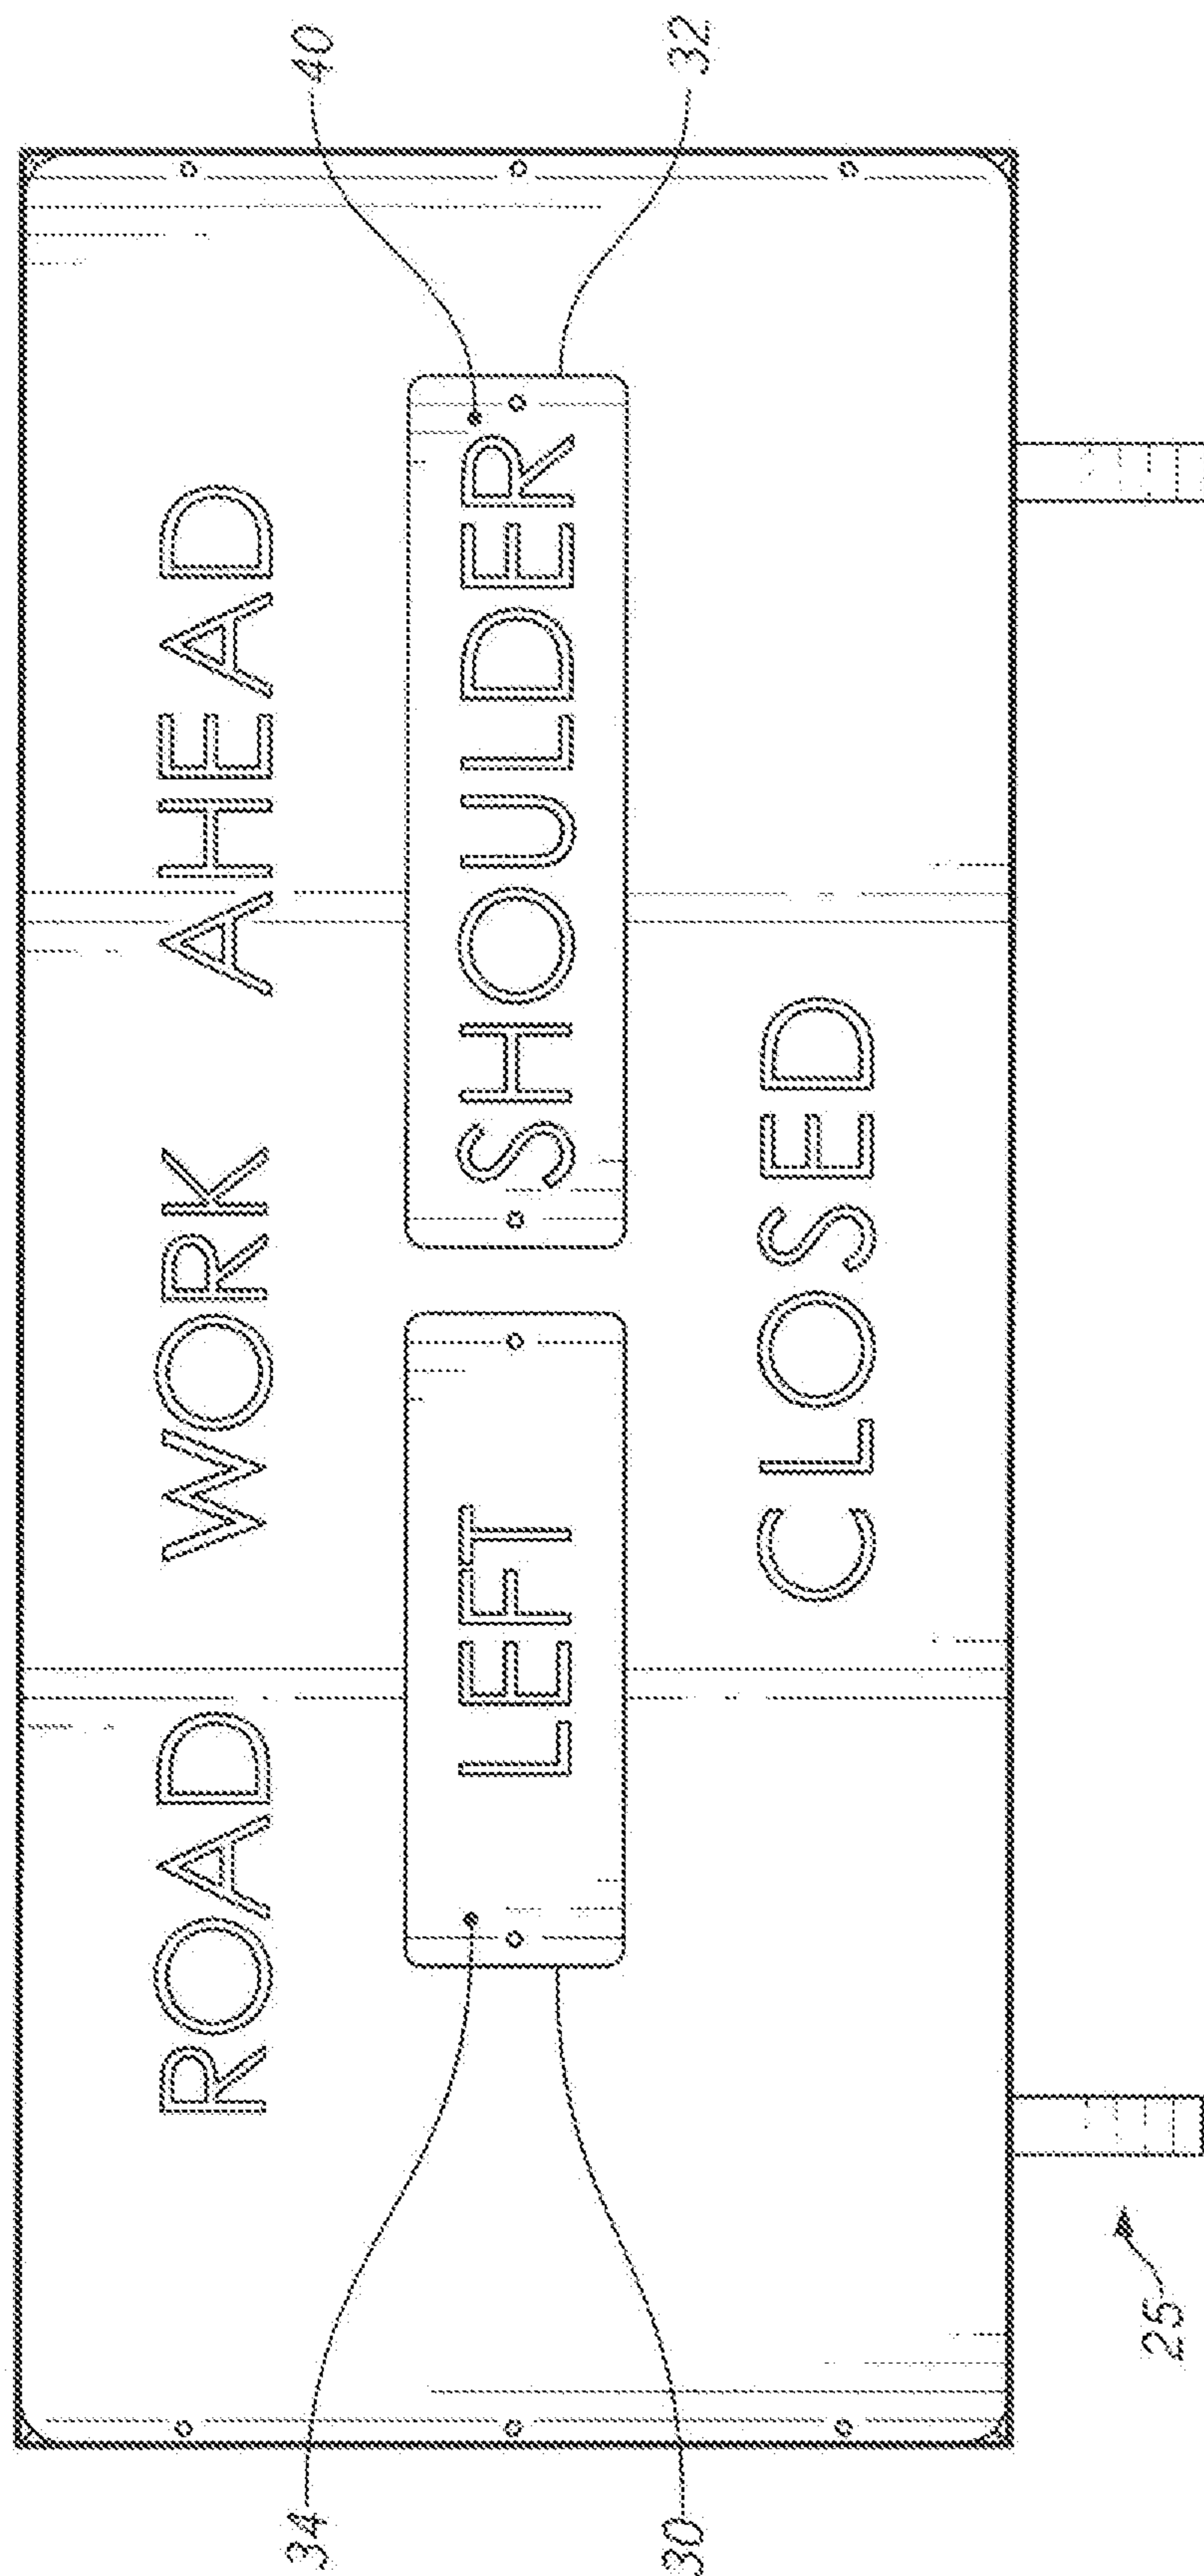 34 40
ROAD WORK AHEAD
LEFT SHOULDER
30 32
CLOSED
25